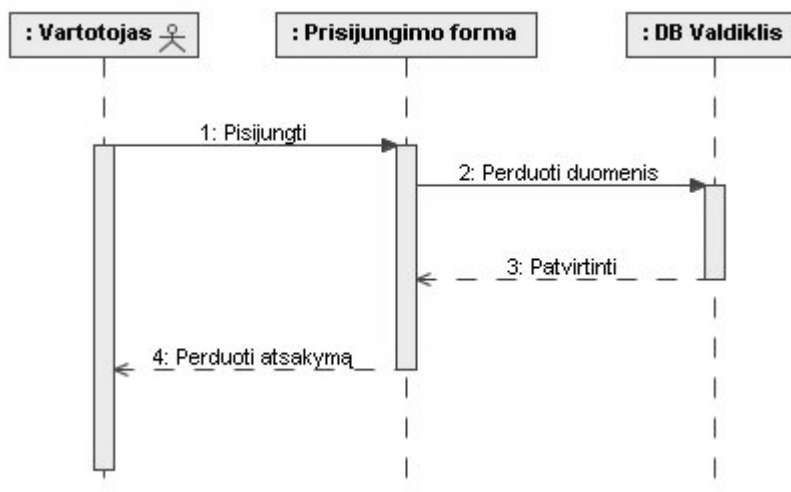 : Vartotojas
: Prisijungimo forma
: DB Valdiklis
1: Pisijungti
2: Perduoti duomenis
3: Patvirtinti
4: Perduoti atsakymą